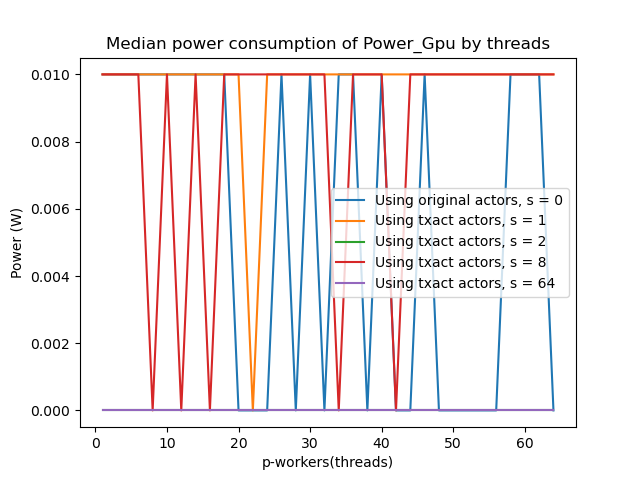 Median power consumption of Power_Gpu by threads
Power (W)
0.010
0.008
0.006
0.004
0.002
0.000
Using original actors, s = 0
Using txact actors, s = 1
Using txact actors, s = 2
Using txact actors, s = 8
Using txact actors, s = 64
0 10 20 30 40 50 60
p-workers(threads)